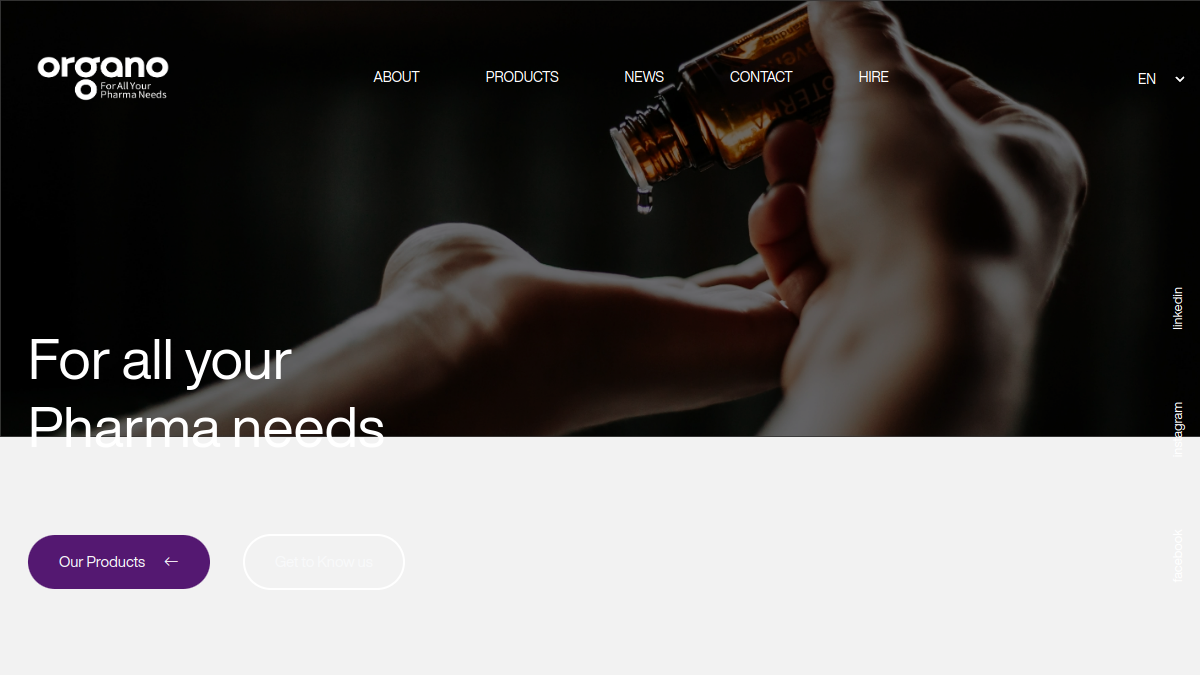 organo
For All Your
Pharma Needs
ABOUT
PRODUCTS
NEWS
CONTACT
HIRE
EN
linkedin
For all your
Pharma needs
instagram
facebook
Our Products
Get to Know us